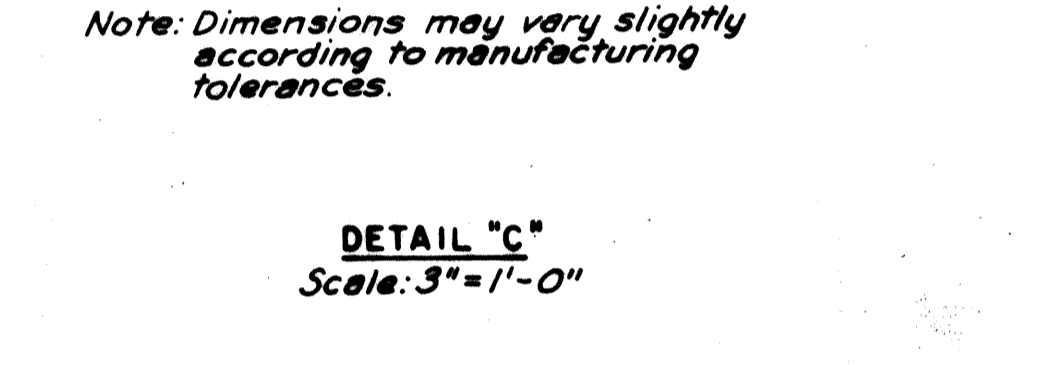 Note: Dimensions may vary slightly
according to manufacturing
tolerances.
DETAIL "C"
Scale: 3" = 1'-0"